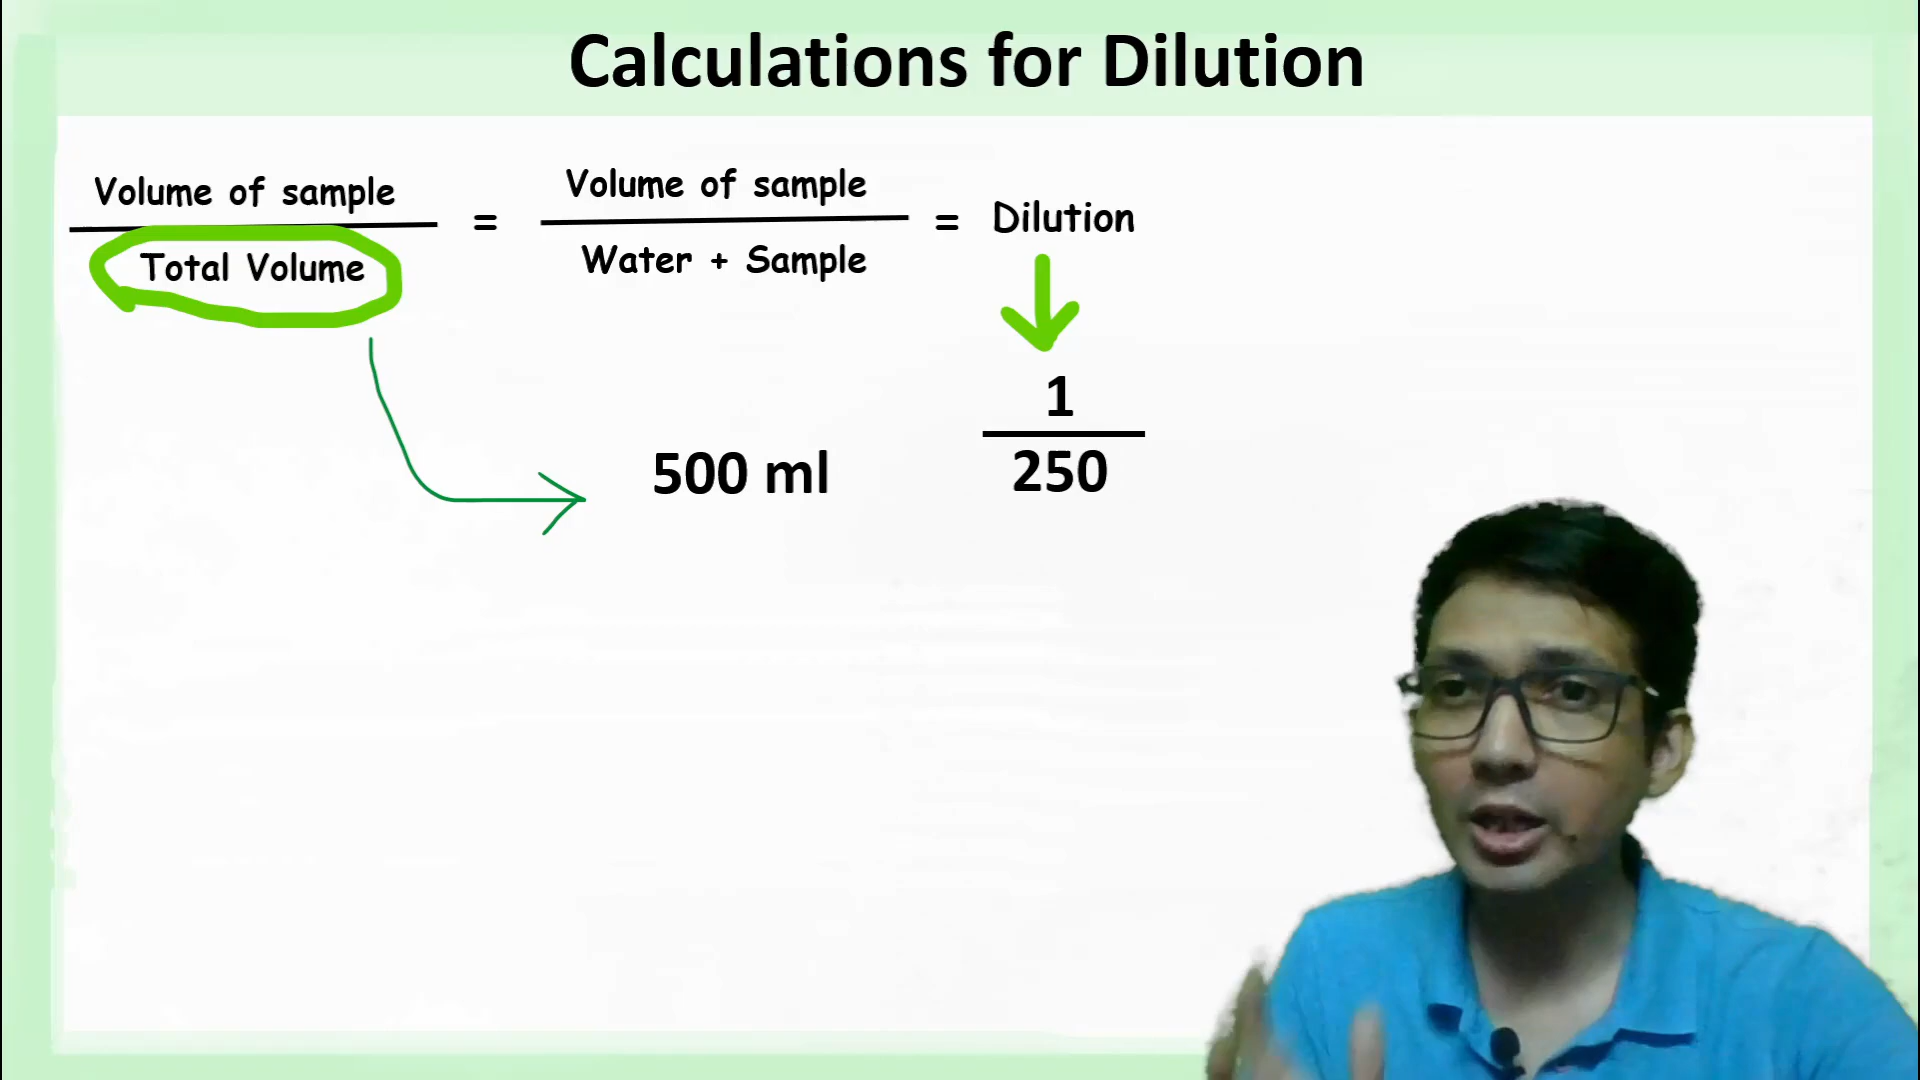 Calculations for Dilution
Volume of sample
Total Volume
=
Volume of sample
Water + Sample
= Dilution
500 ml
1
250